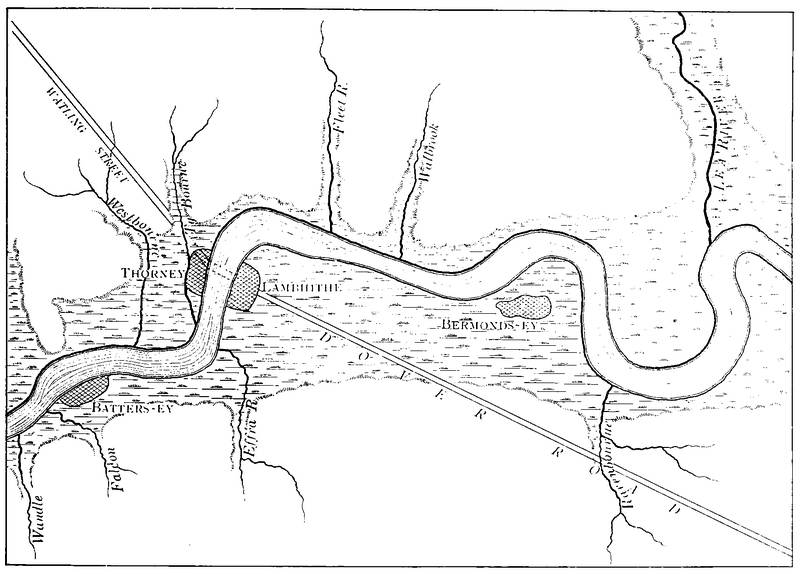 WATLING STREET
Westbourne
Bourne
Fleet R.
Walbrook
LEA RIVER
THORNEY
LAMBHITHE
BERMONDS-EY
DOVER ROAD
BATTERS-EY
Effra R.
Falcon
Wandle
Ravensbourne